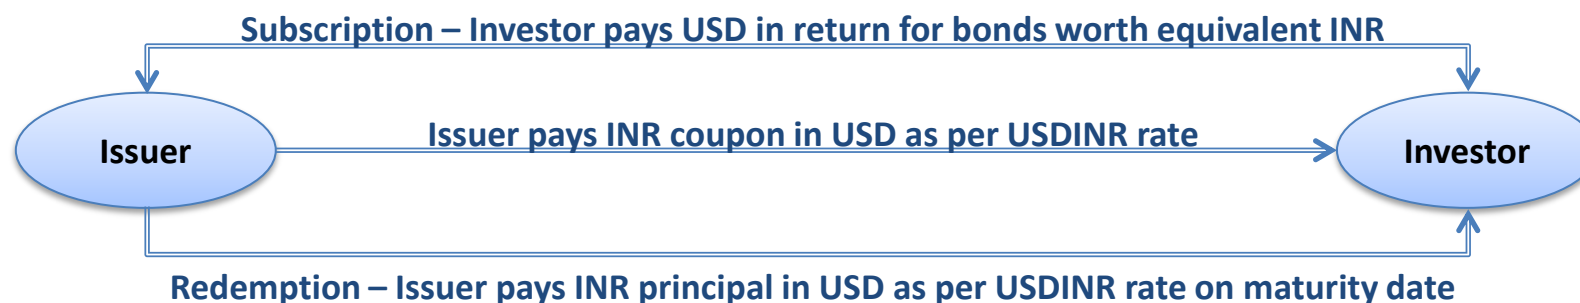 Subscription – Investor pays USD in return for bonds worth equivalent INR
Issuer
Issuer pays INR coupon in USD as per USDINR rate
Investor
Redemption – Issuer pays INR principal in USD as per USDINR rate on maturity date